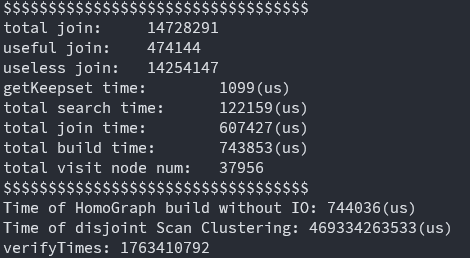 $$$$$$$$$$$$$$$$$$$$$$$$$$$$$$$$$$
total join: 14728291
useful join: 474144
useless join: 14254147
getKeepset time: 1099(us)
total search time: 122159(us)
total join time: 607427(us)
total build time: 743853(us)
total visit node num: 37956
$$$$$$$$$$$$$$$$$$$$$$$$$$$$$$$$$$
Time of HomoGraph build without IO: 744036(us)
Time of disjoint Scan Clustering: 469334263533(us)
verifyTimes: 1763410792